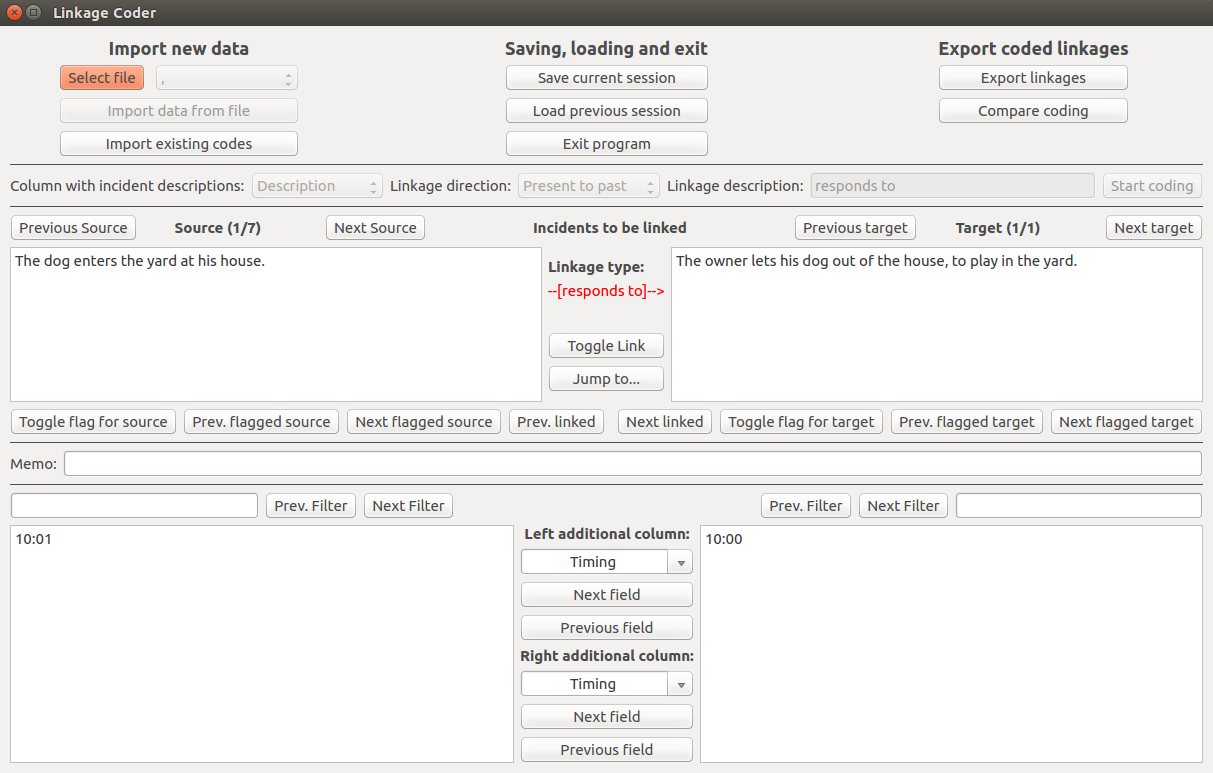 Linkage Coder
Import new data Saving, loading and exit Export coded linkages
Select file , Save current session Export linkages
Import data from file Load previous session Compare coding
Import existing codes Exit program
Column with incident descriptions: Description Linkage direction: Present to past Linkage description: responds to Start coding
Previous Source Source (1/7) Next Source Incidents to be linked Previous target Target (1/1) Next target
The dog enters the yard at his house. Linkage type: The owner lets his dog out of the house, to play in the yard.
--[responds to]-->
Toggle Link
Jump to...
Toggle flag for source Prev. flagged source Next flagged source Prev. linked Next linked Toggle flag for target Prev. flagged target Next flagged target
Memo:
Prev. Filter Next Filter Prev. Filter Next Filter
10:01 Left additional column: 10:00
Timing
Next field
Previous field
Right additional column:
Timing
Next field
Previous field